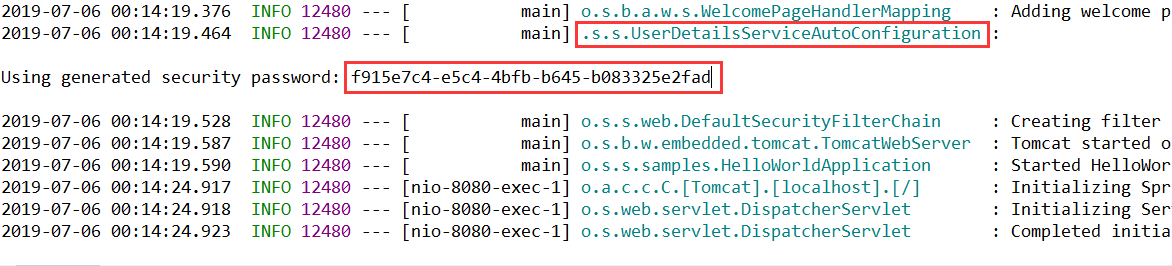 2019-07-06 00:14:19.376  INFO 12480 --- [           main] o.s.b.a.w.s.WelcomePageHandlerMapping    : Adding welcome p
2019-07-06 00:14:19.464  INFO 12480 --- [           main] .s.s.UserDetailsServiceAutoConfiguration :
Using generated security password: f915e7c4-e5c4-4bfb-b645-b083325e2fad
2019-07-06 00:14:19.528  INFO 12480 --- [           main] o.s.s.web.DefaultSecurityFilterChain     : Creating filter
2019-07-06 00:14:19.587  INFO 12480 --- [           main] o.s.b.w.embedded.tomcat.TomcatWebServer  : Tomcat started o
2019-07-06 00:14:19.590  INFO 12480 --- [           main] o.s.s.samples.HelloWorldApplication      : Started HelloWor
2019-07-06 00:14:24.917  INFO 12480 --- [nio-8080-exec-1] o.a.c.c.C.[Tomcat].[localhost].[/]       : Initializing Spr
2019-07-06 00:14:24.918  INFO 12480 --- [nio-8080-exec-1] o.s.web.servlet.DispatcherServlet        : Initializing Ser
2019-07-06 00:14:24.923  INFO 12480 --- [nio-8080-exec-1] o.s.web.servlet.DispatcherServlet        : Completed initia